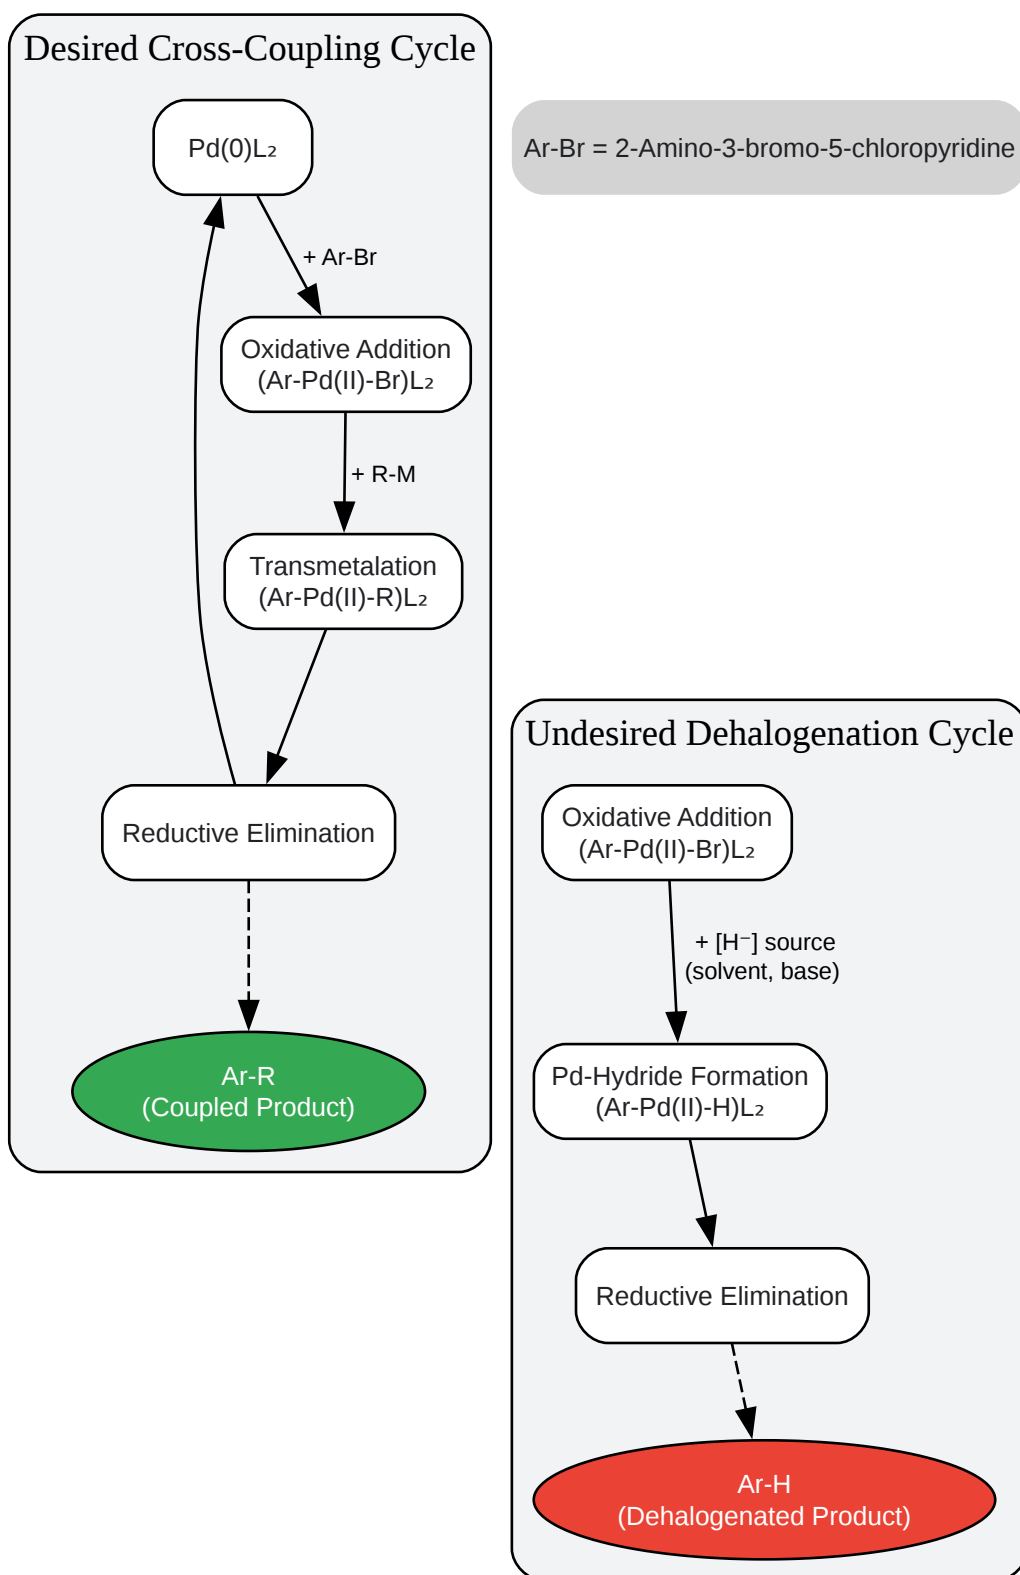 Desired Cross-Coupling Cycle
Pd(0)L₂
Ar-Br = 2-Amino-3-bromo-5-chloropyridine
+ Ar-Br
Oxidative Addition
(Ar-Pd(II)-Br)L₂
+ R-M
Transmetalation
(Ar-Pd(II)-R)L₂
Reductive Elimination
Ar-R
(Coupled Product)
Undesired Dehalogenation Cycle
Oxidative Addition
(Ar-Pd(II)-Br)L₂
+ [H⁻] source
(solvent, base)
Pd-Hydride Formation
(Ar-Pd(II)-H)L₂
Reductive Elimination
Ar-H
(Dehalogenated Product)